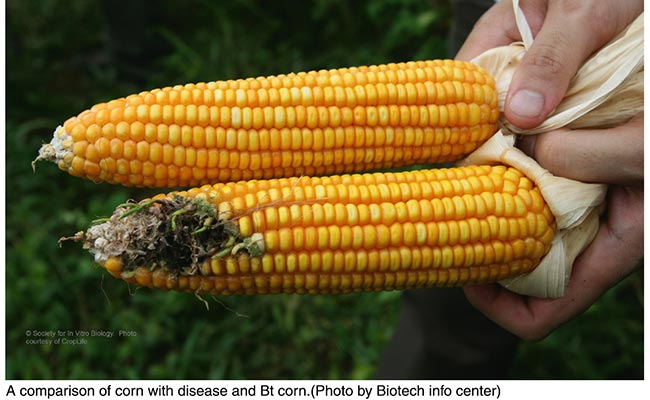 © Society for In Vitro Biology. Photo
courtesy of CropLife
A comparison of corn with disease and Bt corn.(Photo by Biotech info center)